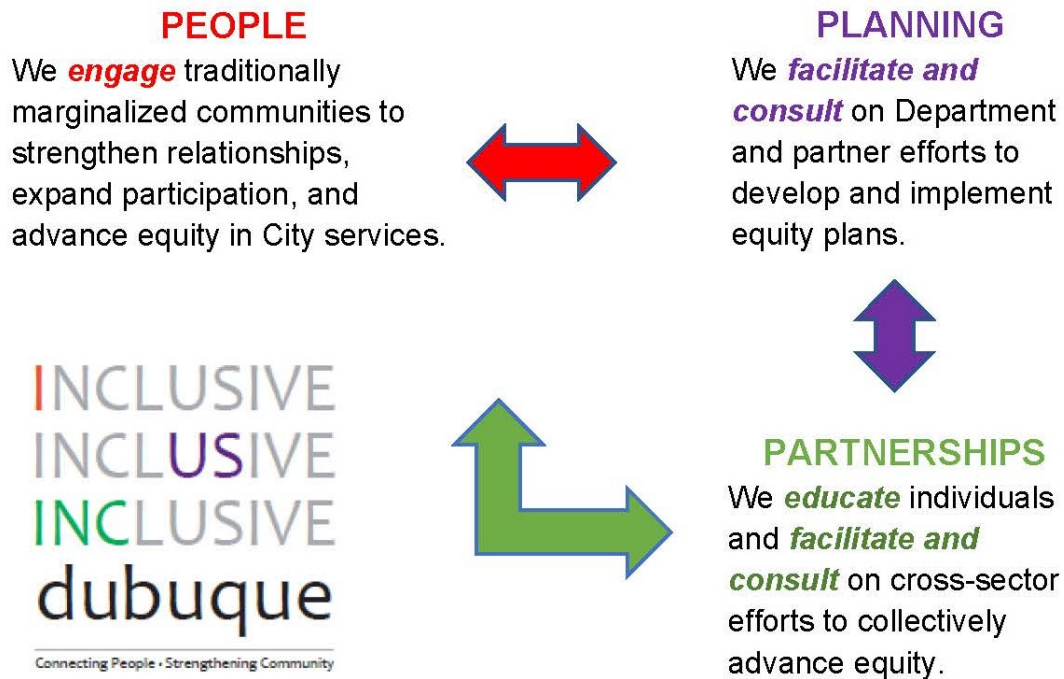 PEOPLE
We engage traditionally
marginalized communities to
strengthen relationships,
expand participation, and
advance equity in City services.
PLANNING
We facilitate and
consult on Department
and partner efforts to
develop and implement
equity plans.
INCLUSIVE
INCLUSIVE
INCLUSIVE
dubuque
Connecting People • Strengthening Community
PARTNERSHIPS
We educate individuals
and facilitate and
consult on cross-sector
efforts to collectively
advance equity.